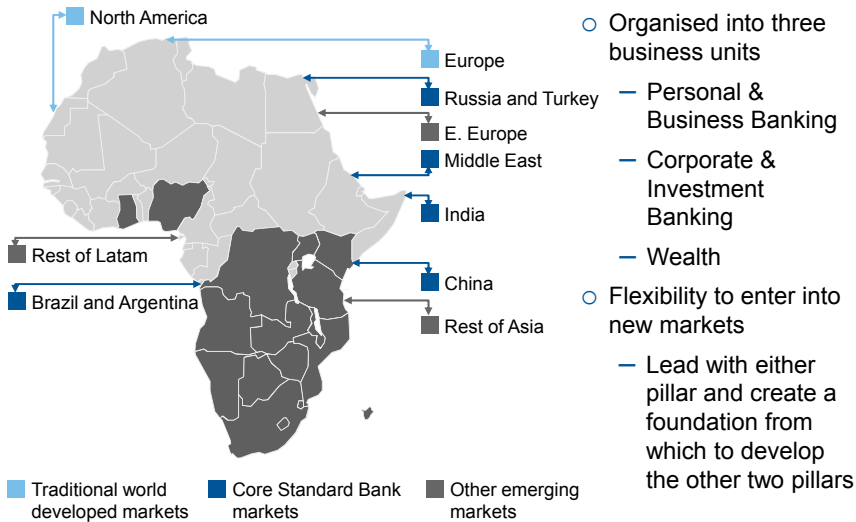 North America
Europe
Russia and Turkey
E. Europe
Middle East
India
Rest of Latam
China
Brazil and Argentina
Rest of Asia
Traditional world
developed markets
Core Standard Bank
markets
Other emerging
markets
○ Organised into three
business units
– Personal &
Business Banking
– Corporate &
Investment
Banking
– Wealth
○ Flexibility to enter into
new markets
– Lead with either
pillar and create a
foundation from
which to develop
the other two pillars